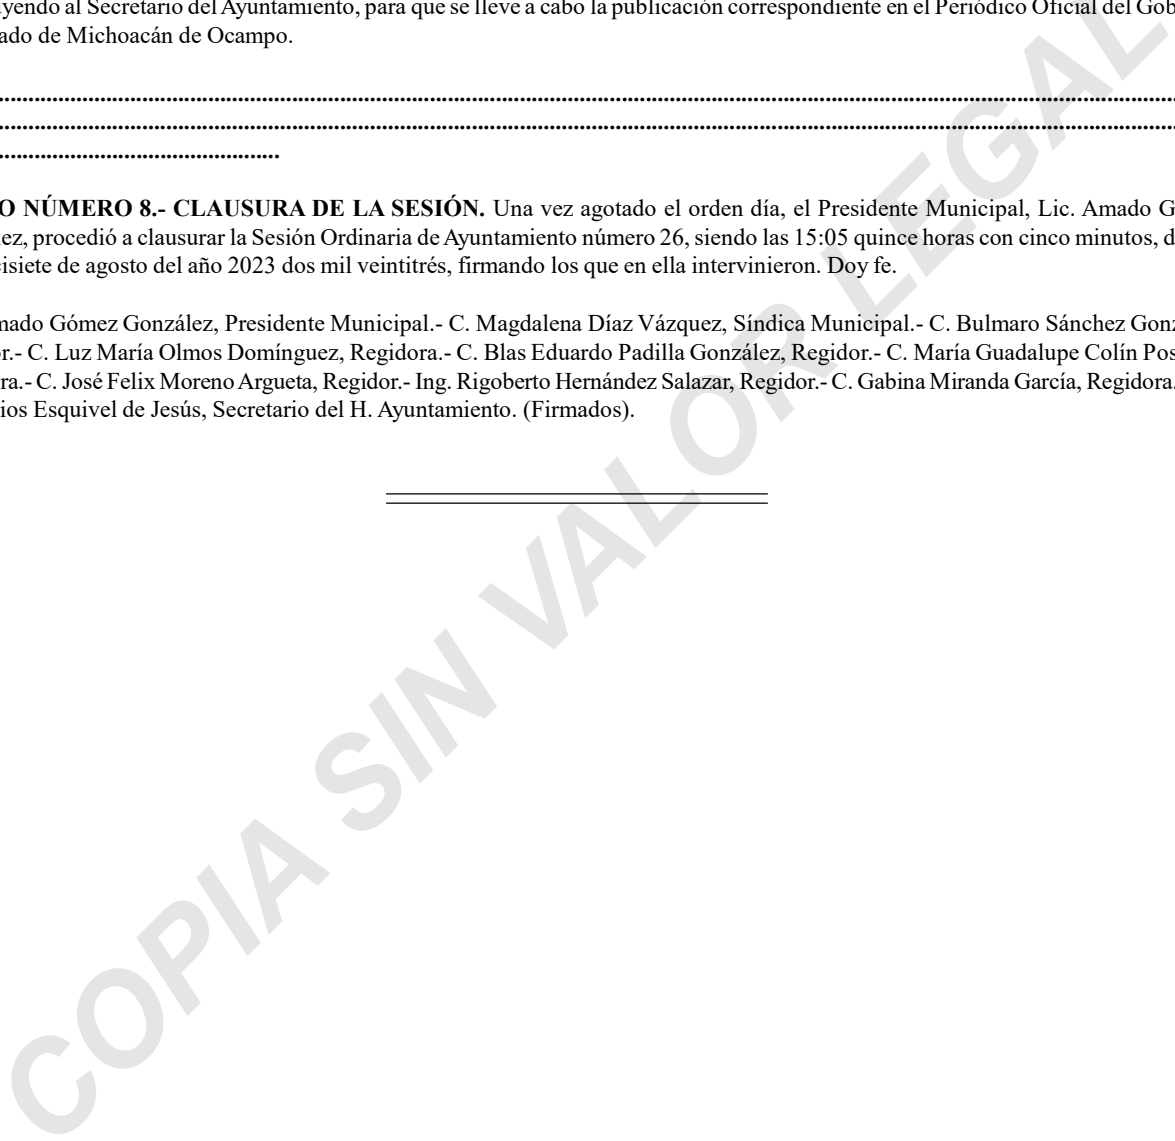 yendo al Secretario del Ayuntamiento, para que se lleve a cabo la publicación correspondiente en el Periódico Oficial del Gob
ado de Michoacán de Ocampo.
O NÚMERO 8.- CLAUSURA DE LA SESIÓN. Una vez agotado el orden día, el Presidente Municipal, Lic. Amado G
ez, procedió a clausurar la Sesión Ordinaria de Ayuntamiento número 26, siendo las 15:05 quince horas con cinco minutos, d
isiete de agosto del año 2023 dos mil veintitrés, firmando los que en ella intervinieron. Doy fe.
mado Gómez González, Presidente Municipal.- C. Magdalena Díaz Vázquez, Síndica Municipal.- C. Bulmaro Sánchez Gonz
or.- C. Luz María Olmos Domínguez, Regidora.- C. Blas Eduardo Padilla González, Regidor.- C. María Guadalupe Colín Pos
ra.- C. José Felix Moreno Argueta, Regidor.- Ing. Rigoberto Hernández Salazar, Regidor.- C. Gabina Miranda García, Regidora.
ios Esquivel de Jesús, Secretario del H. Ayuntamiento. (Firmados).
COPIA SIN VALOR LEGAL